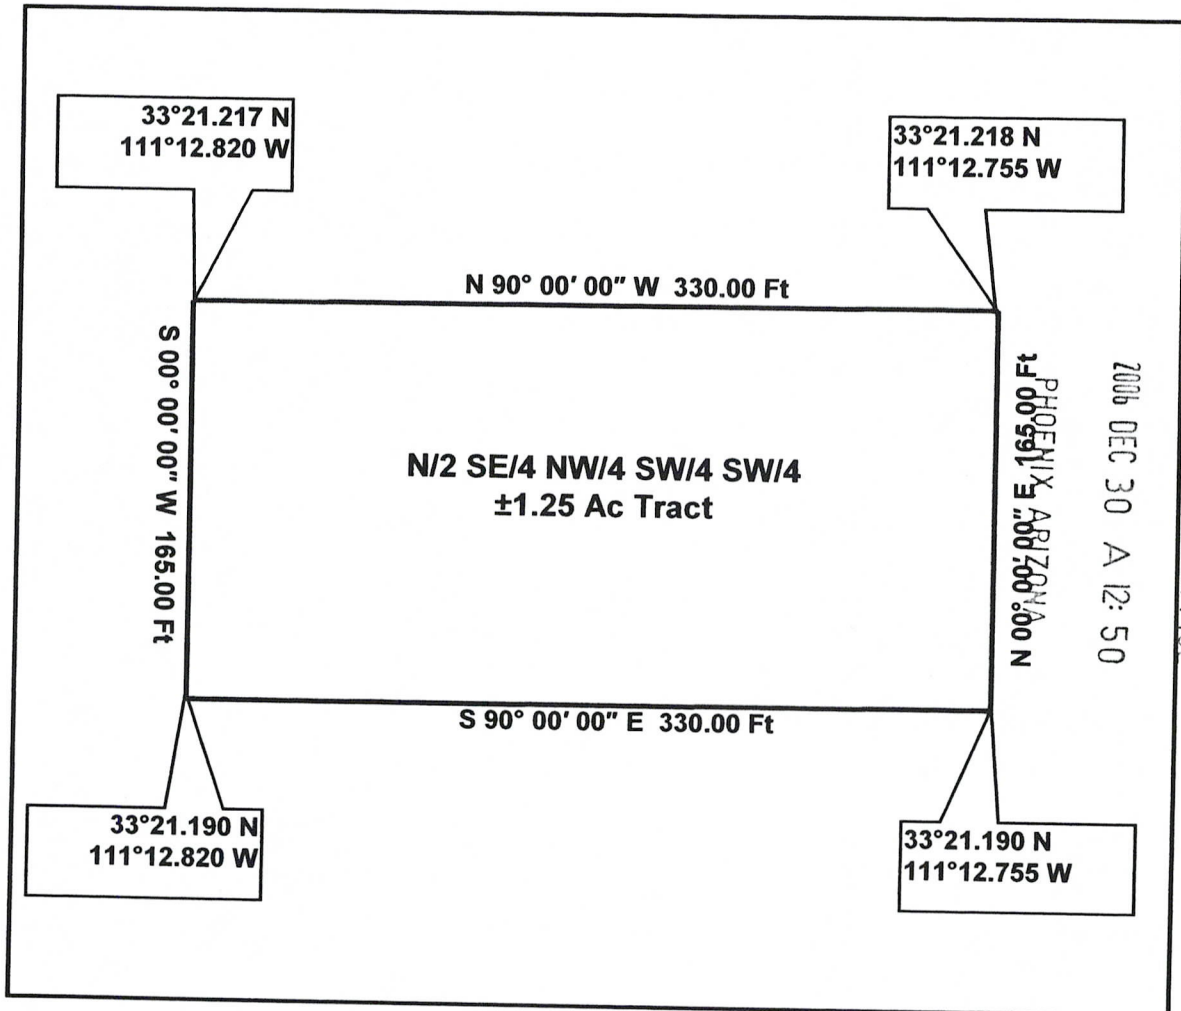 33°21.217 N
111°12.820 W
33°21.218 N
111°12.755 W
N 90° 00' 00" W 330.00 Ft
S 00° 00' 00" W 165.00 Ft
N/2 SE/4 NW/4 SW/4 SW/4
±1.25 Ac Tract
N 00° 00' 00" E 165.00 Ft
PHOENIX, ARIZONA
2006 DEC 30 A 12: 50
S 90° 00' 00" E 330.00 Ft
33°21.190 N
111°12.820 W
33°21.190 N
111°12.755 W